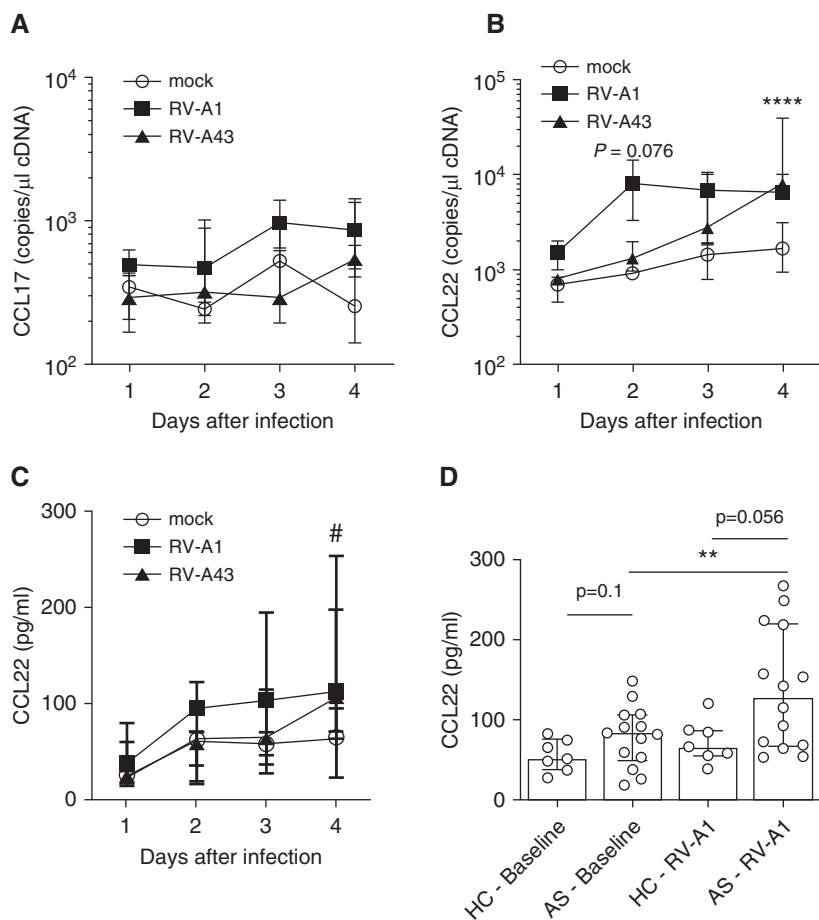 A
10⁴
10³
10²
CCL17 (copies/µl cDNA)
mock
RV-A1
RV-A43
1 2 3 4
Days after infection
B
10⁵
10⁴
10³
10²
CCL22 (copies/µl cDNA)
mock
RV-A1
RV-A43
P = 0.076
****
1 2 3 4
Days after infection
C
300
200
100
0
CCL22 (pg/ml)
mock
RV-A1
RV-A43
#
1 2 3 4
Days after infection
D
p=0.056
**
p=0.1
300
200
100
0
CCL22 (pg/ml)
HC - Baseline
AS - Baseline
HC - RV-A1
AS - RV-A1